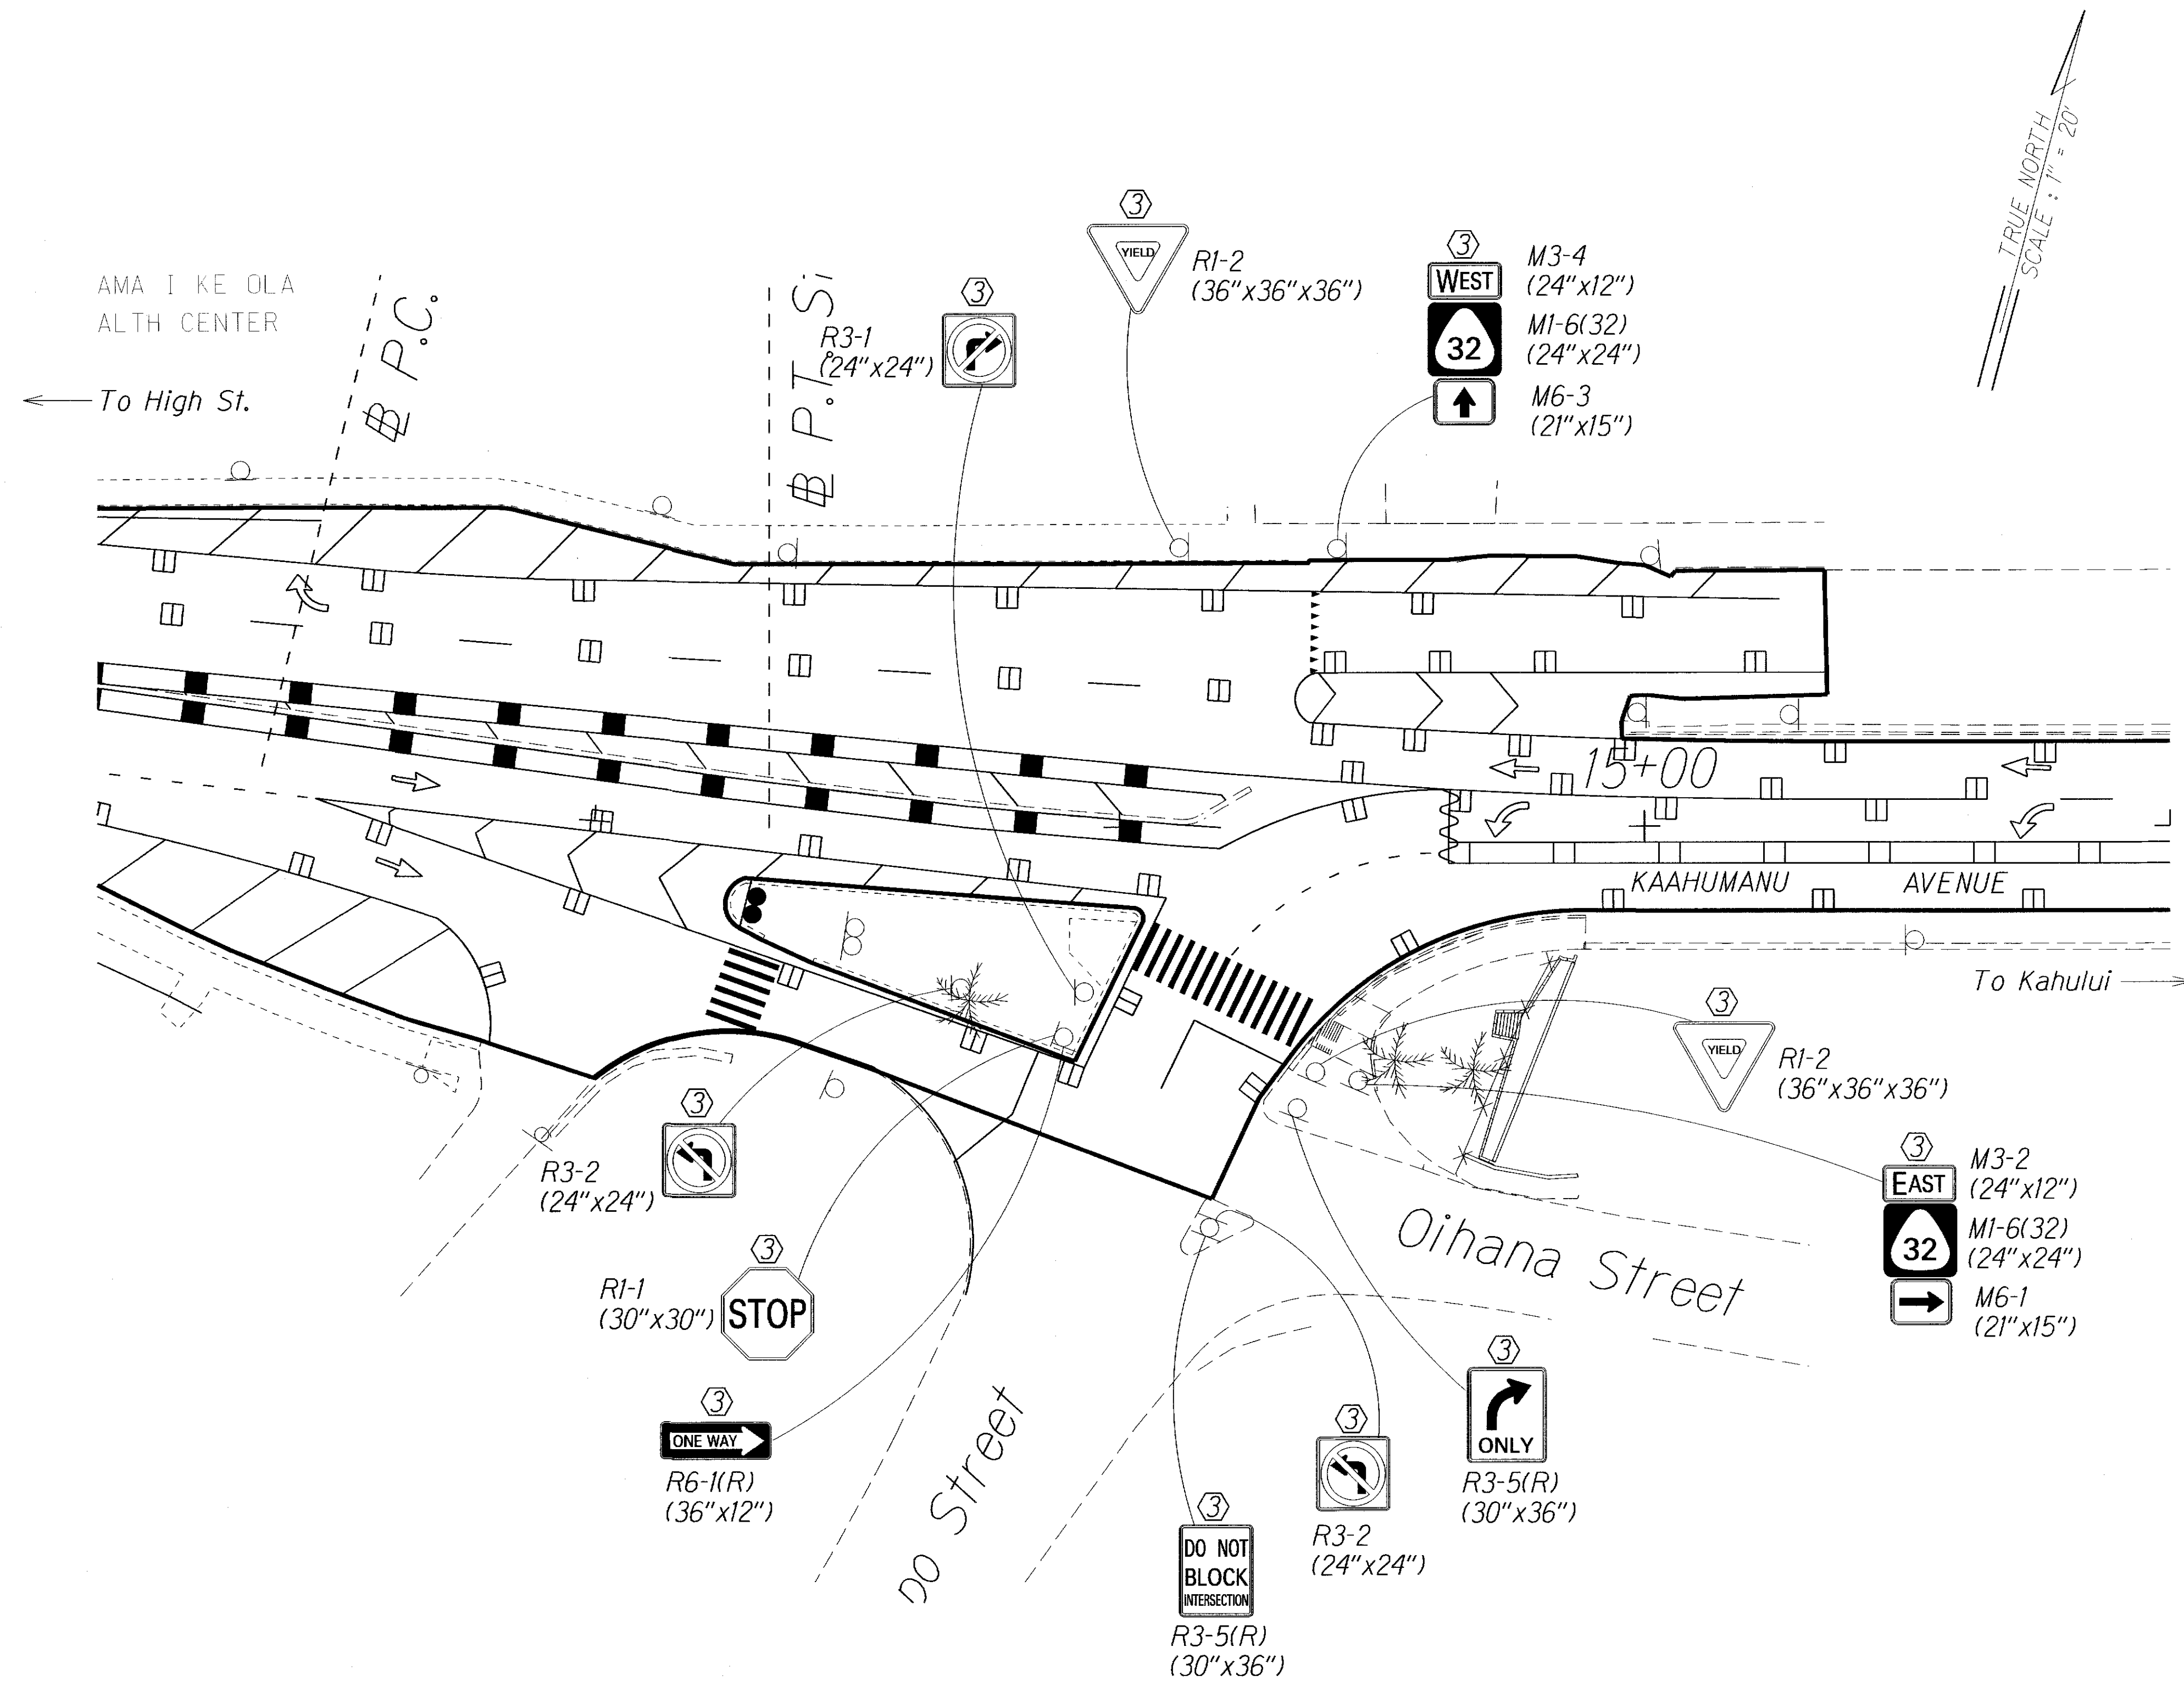 TRUE NORTH
SCALE : 1" = 20'
AMA I KE OLA
ALTH CENTER
To High St.
B P.C.
B P.T. Si
3
R3-1
(24"x24")
3
YIELD
R1-2
(36"x36"x36")
3
WEST
32
M3-4
(24"x12")
M1-6(32)
(24"x24")
M6-3
(21"x15")
15+00
KAAHUMANU AVENUE
To Kahului
3
YIELD
R1-2
(36"x36"x36")
3
EAST
32
M3-2
(24"x12")
M1-6(32)
(24"x24")
M6-1
(21"x15")
3
R3-2
(24"x24")
3
STOP
R1-1
(30"x30")
3
ONE WAY
R6-1(R)
(36"x12")
Oihana Street
DO Street
3
DO NOT
BLOCK
INTERSECTION
R3-5(R)
(30"x36")
3
R3-2
(24"x24")
3
ONLY
R3-5(R)
(30"x36")